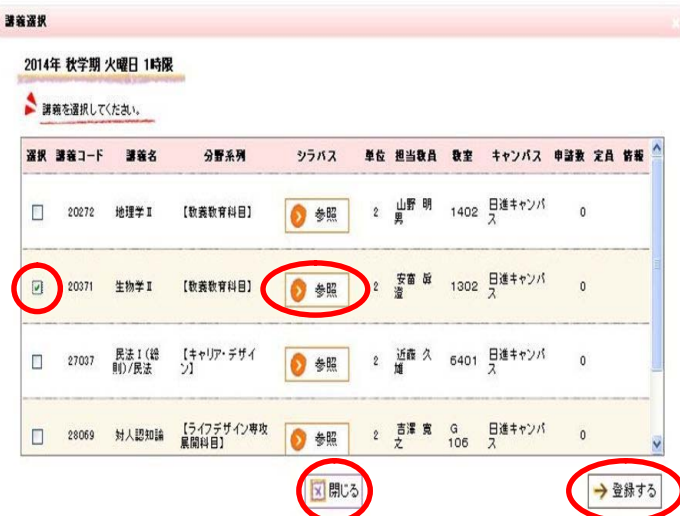 講義選択
2014年 秋学期 火曜日 1時限
講義を選択してください。
選択 講義コード 講義名 分野系列 シラバス 単位 担当教員 教室 キャンパス 申請数 定員 情報
20272 地理学Ⅱ 【教養教育科目】 参照 2 山野 明 1402 日進キャンパ 0
男 ス
20371 生物学Ⅱ 【教養教育科目】 参照 2 安富 1302 日進キャンパ 0
澄 ス
27037 民法Ⅰ(総 【キャリア・デザイ 参照 2 近藤 久 6401 日進キャンパ 0
則)/民法 ン】 雄 ス
28069 対人認知論 【ライフデザイン専攻 参照 2 吉澤 寛 G 日進キャンパ 0
展開科目】 之 106 ス
閉じる 登録する